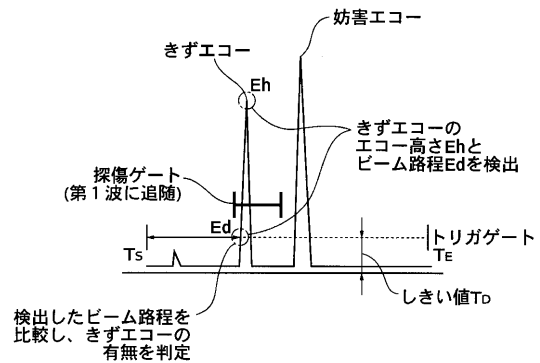 妨害エコー
きずエコー
Eh
きずエコーの
エコー高さEhと
ビーム路程Edを検出
探傷ゲート
(第1波に追随)
Ed
トリガゲート
TS
TE
しきい値TD
検出したビーム路程を
比較し、きずエコーの
有無を判定